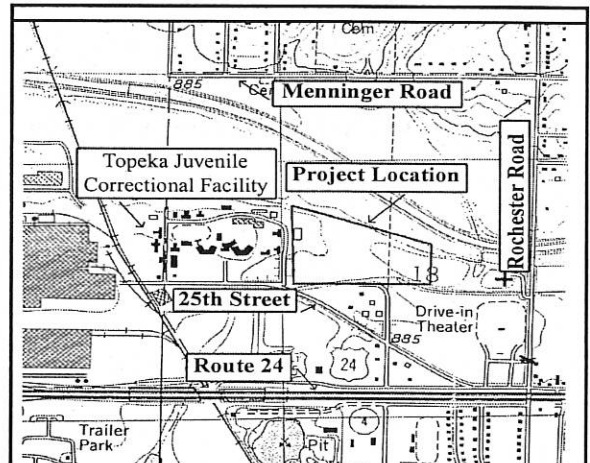 Com
885
Cem
Menninger Road
Rochester Road
Topeka Juvenile
Correctional Facility
Project Location
18
25th Street
Drive-in
Theater
885
Route 24
24
4
Trailer
Park
Pit